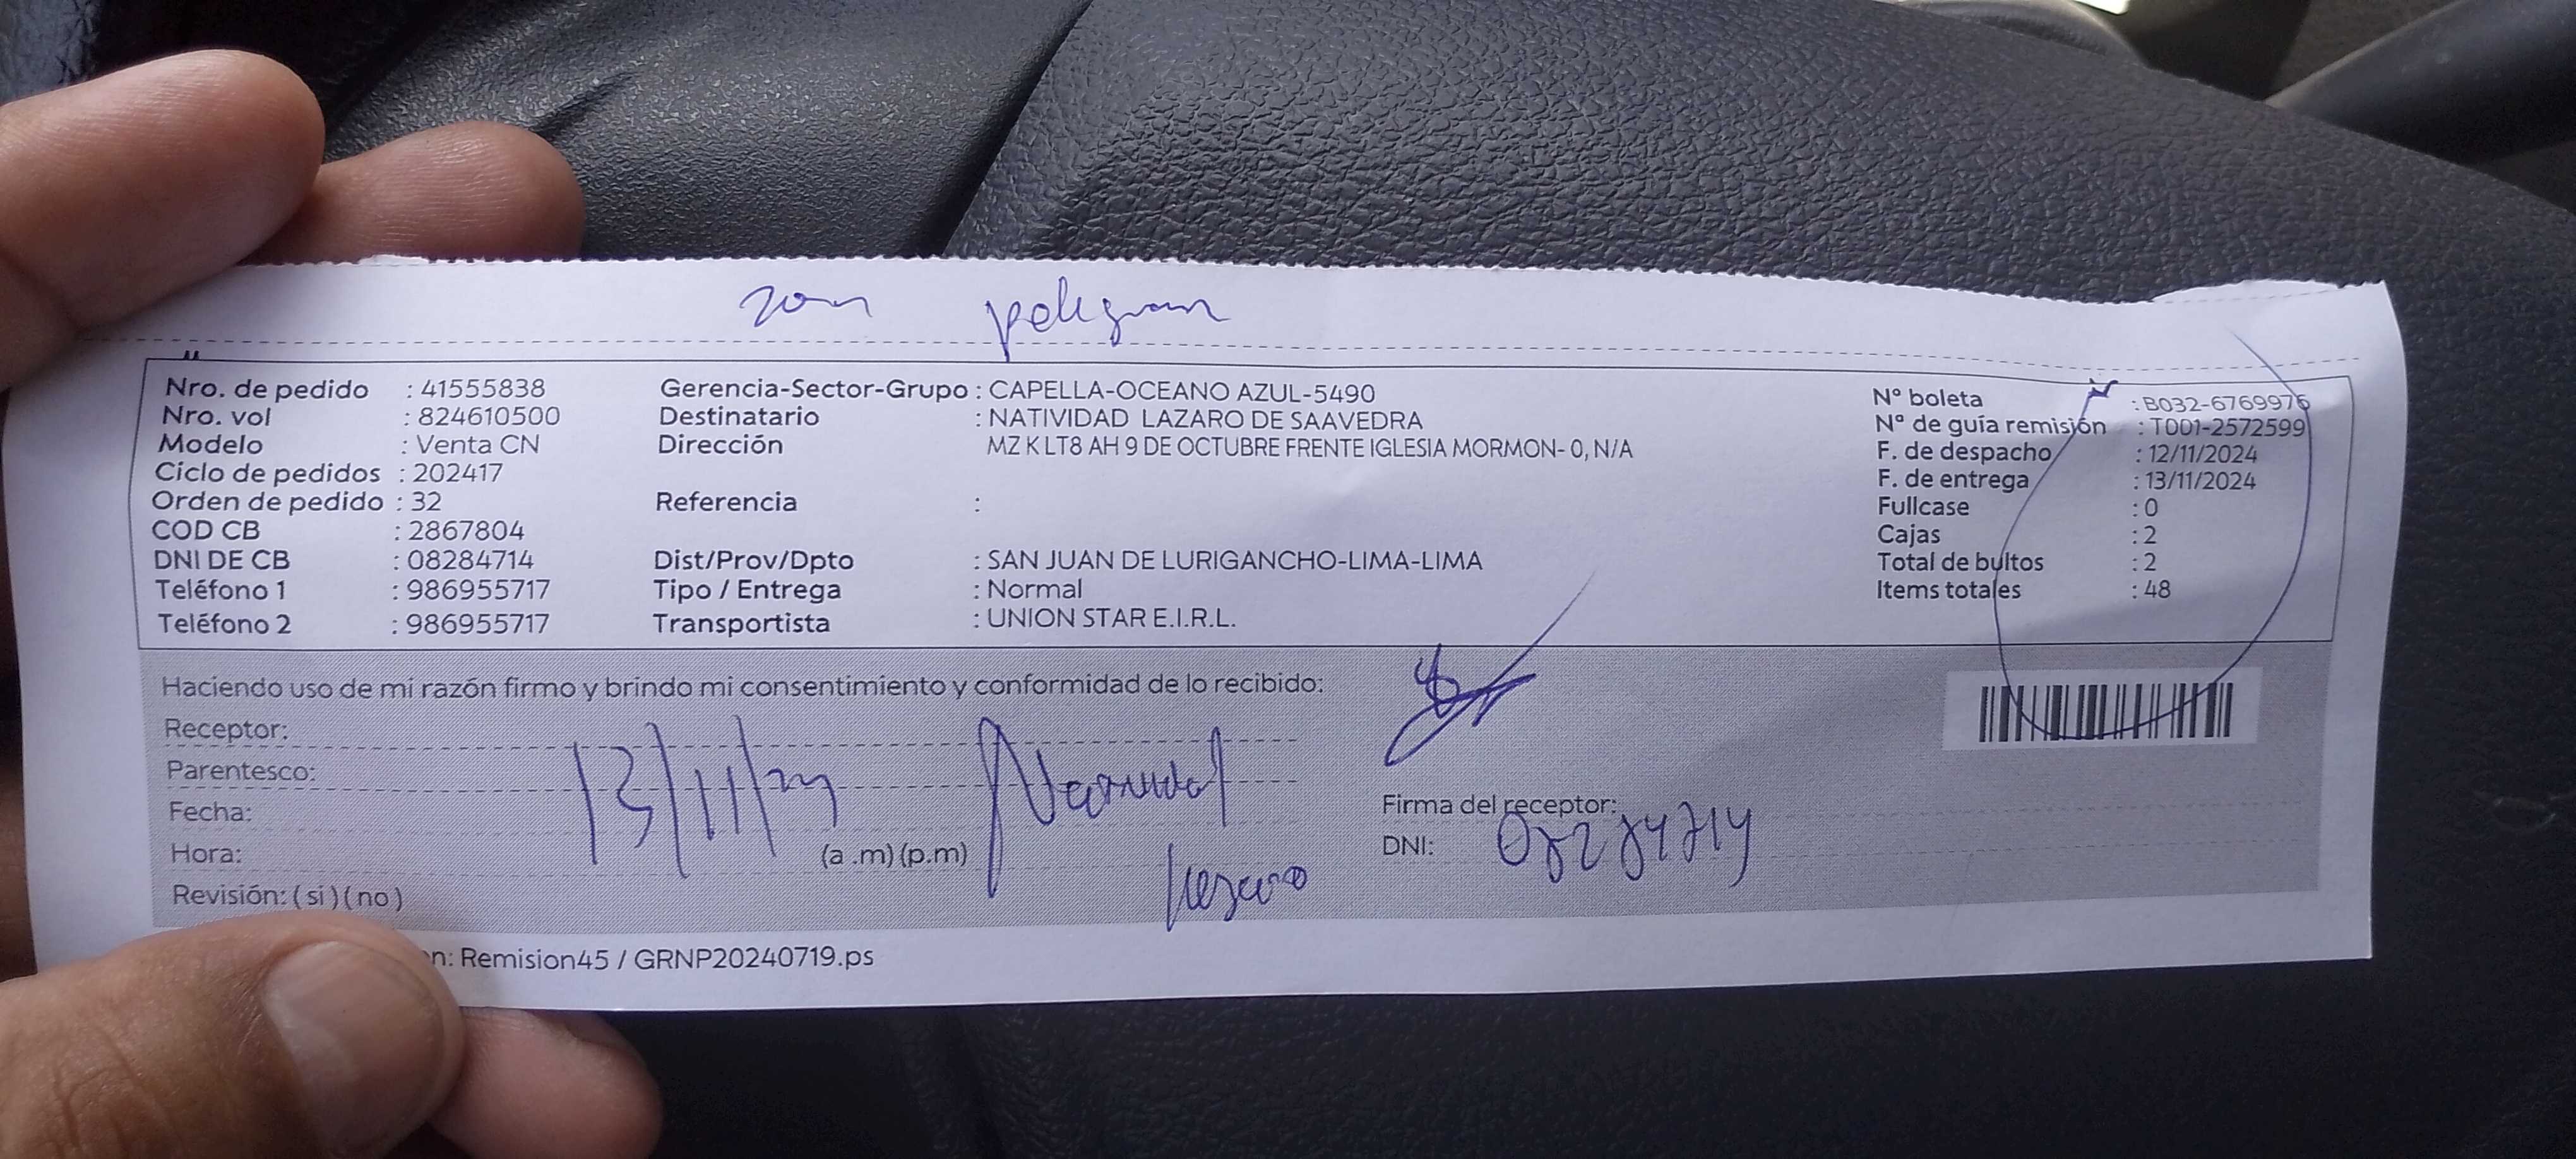 zona peligrosa
Nro. de pedido : 41555838
Nro. vol : 824610500
Modelo : Venta CN
Ciclo de pedidos : 202417
Orden de pedido : 32
COD CB : 2867804
DNI DE CB : 08284714
Teléfono 1 : 986955717
Teléfono 2 : 986955717
Gerencia-Sector-Grupo : CAPELLA-OCEANO AZUL-5490
Destinatario : NATIVIDAD LAZARO DE SAAVEDRA
Dirección MZ K LT8 AH 9 DE OCTUBRE FRENTE IGLESIA MORMON- 0, N/A
Referencia :
Dist/Prov/Dpto : SAN JUAN DE LURIGANCHO-LIMA-LIMA
Tipo / Entrega : Normal
Transportista : UNION STAR E.I.R.L.
Nº boleta : B032-6769976
Nº de guía remisión : T001-2572599
F. de despacho : 12/11/2024
F. de entrega : 13/11/2024
Fullcase : 0
Cajas : 2
Total de bultos : 2
Items totales : 48
Haciendo uso de mi razón firmo y brindo mi consentimiento y conformidad de lo recibido:
Receptor:
Parentesco:
Fecha: 13/11/24
Hora: (a .m) (p.m)
Revisión: ( si ) ( no )
Natividad
Lazaro
Firma del receptor:
DNI: 08284714
n: Remision45 / GRNP20240719.ps